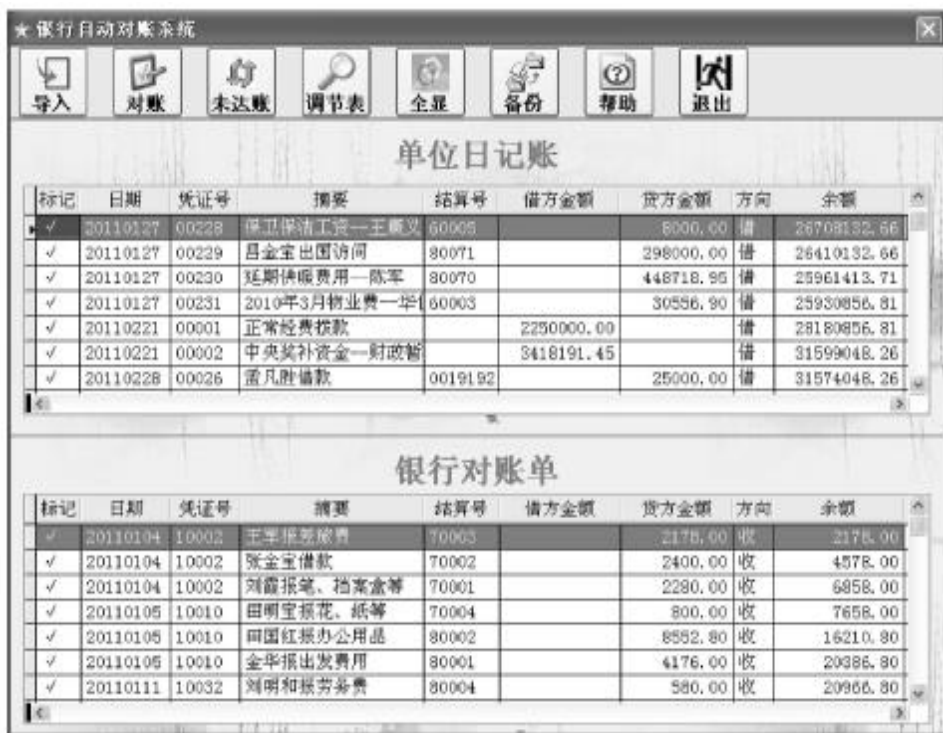 银行自动对账系统
导入 对账 未达账 调节表 全显 备份 帮助 退出
单位日记账
标记 日期 凭证号 摘要 结算号 借方金额 贷方金额 方向 余额
√ 20110127 00228 保卫保洁工资一王顺义 60005 8000.00 借 26708132.66
√ 20110127 00229 吕金宝出国访问 80071 298000.00 借 26410132.66
√ 20110127 00230 延期供暖费用一陈军 80070 448718.95 借 25961413.71
√ 20110127 00231 2010年3月物业费一华 60003 30556.90 借 25930856.81
√ 20110221 00001 正常经费拨款 2250000.00 借 28180856.81
√ 20110221 00002 中央奖补资金一财政暂 3418191.45 借 31599048.26
√ 20110228 00026 孟凡胜借款 0019192 25000.00 借 31574048.26
银行对账单
标记 日期 凭证号 摘要 结算号 借方金额 贷方金额 方向 余额
√ 20110104 10002 王军报差旅费 70003 2178.00 收 2178.00
√ 20110104 10002 张金宝借款 70002 2400.00 收 4578.00
√ 20110104 10002 刘霞报笔、档案盒等 70001 2280.00 收 6858.00
√ 20110105 10010 田明宝报花、纸等 70004 800.00 收 7658.00
√ 20110105 10010 田国红报办公用品 80002 8552.80 收 16210.80
√ 20110105 10010 金华报出发费用 80001 4176.00 收 20386.80
√ 20110111 10032 刘明和报劳务费 80004 580.00 收 20966.80